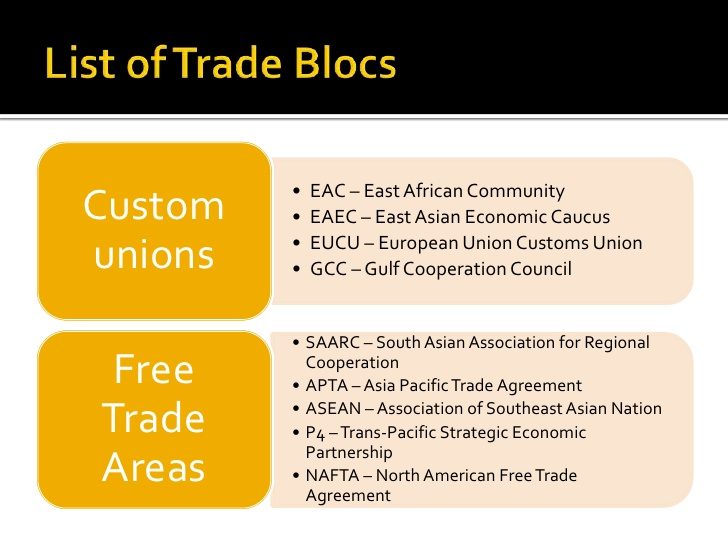 List of Trade Blocs
Custom
unions
• EAC – East African Community
• EAEC – East Asian Economic Caucus
• EUCU – European Union Customs Union
• GCC – Gulf Cooperation Council
Free
Trade
Areas
• SAARC – South Asian Association for Regional
Cooperation
• APTA – Asia Pacific Trade Agreement
• ASEAN – Association of Southeast Asian Nation
• P4 – Trans-Pacific Strategic Economic
Partnership
• NAFTA – North American Free Trade
Agreement